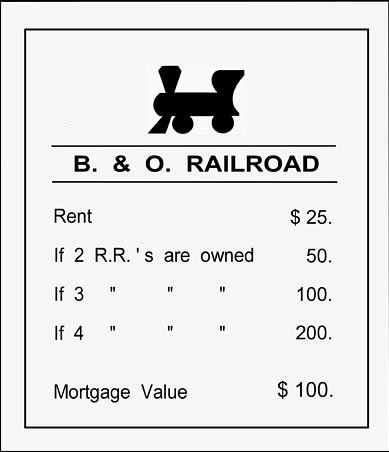 B. & O. RAILROAD
Rent $ 25.
If 2 R.R. ' s are owned 50.
If 3 " " " 100.
If 4 " " " 200.
Mortgage Value $ 100.